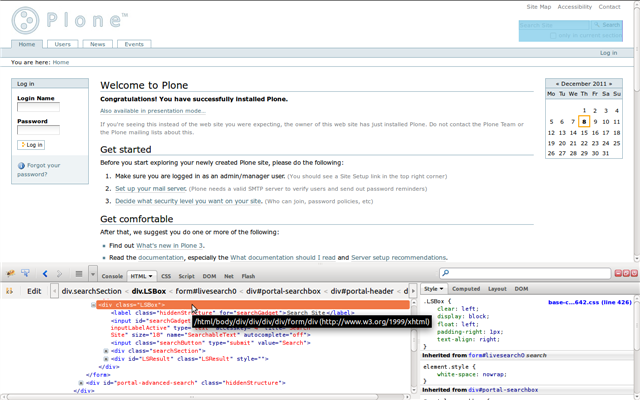 Site Map Accessibility Contact
Plone™
Search Site Search
only in current section
Home Users News Events
Log in
You are here: Home
Log in
Login Name
Password
Log in
Forgot your
password?
Welcome to Plone
Congratulations! You have successfully installed Plone.
Also available in presentation mode...
If you're seeing this instead of the web site you were expecting, the owner of this web site has just installed Plone. Do not contact the Plone Team or
the Plone mailing lists about this.
Get started
Before you start exploring your newly created Plone site, please do the following:
1. Make sure you are logged in as an admin/manager user. (You should see a Site Setup link in the top right corner)
2. Set up your mail server. (Plone needs a valid SMTP server to verify users and send out password reminders)
3. Decide what security level you want on your site. (Who can join, password policies, etc)
Get comfortable
After that, we suggest you do one or more of the following:
Find out What's new in Plone 3.
Read the documentation, especially the What documentation should I read and Server setup recommendations.
« December 2011 »
Mo Tu We Th Fr Sa Su
1 2 3 4
5 6 7 8 9 10 11
12 13 14 15 16 17 18
19 20 21 22 23 24 25
26 27 28 29 30 31
Console HTML CSS Script DOM Net Flash
Edit div.searchSection < div.LSBox < form#livesearch0 < div#portal-searchbox < div#portal-header < d
<div class="LSBox">
<label class="hiddenStructure" for="searchGadget">Search Site</label>
<input id="searchGadget"
/html/body/div/div/div/div/form/div (http://www.w3.org/1999/xhtml)
inputLabelActive" type="text"
Site" size="18" name="SearchableText" autocomplete="off">
<input class="searchButton" type="submit" value="Search">
<div class="searchSection">
<div id="LSResult" class="LSResult" style="">
</div>
</form>
<div id="portal-advanced-search" class="hiddenStructure">
</div>
Style Computed Layout DOM
.LSBox { base-c...642.css (line 426)
clear: left;
display: block;
float: left;
padding-right: 1px;
text-align: right;
}
Inherited from form#livesearch0 search
element.style {
white-space: nowrap;
}
Inherited from div#portal-searchbox